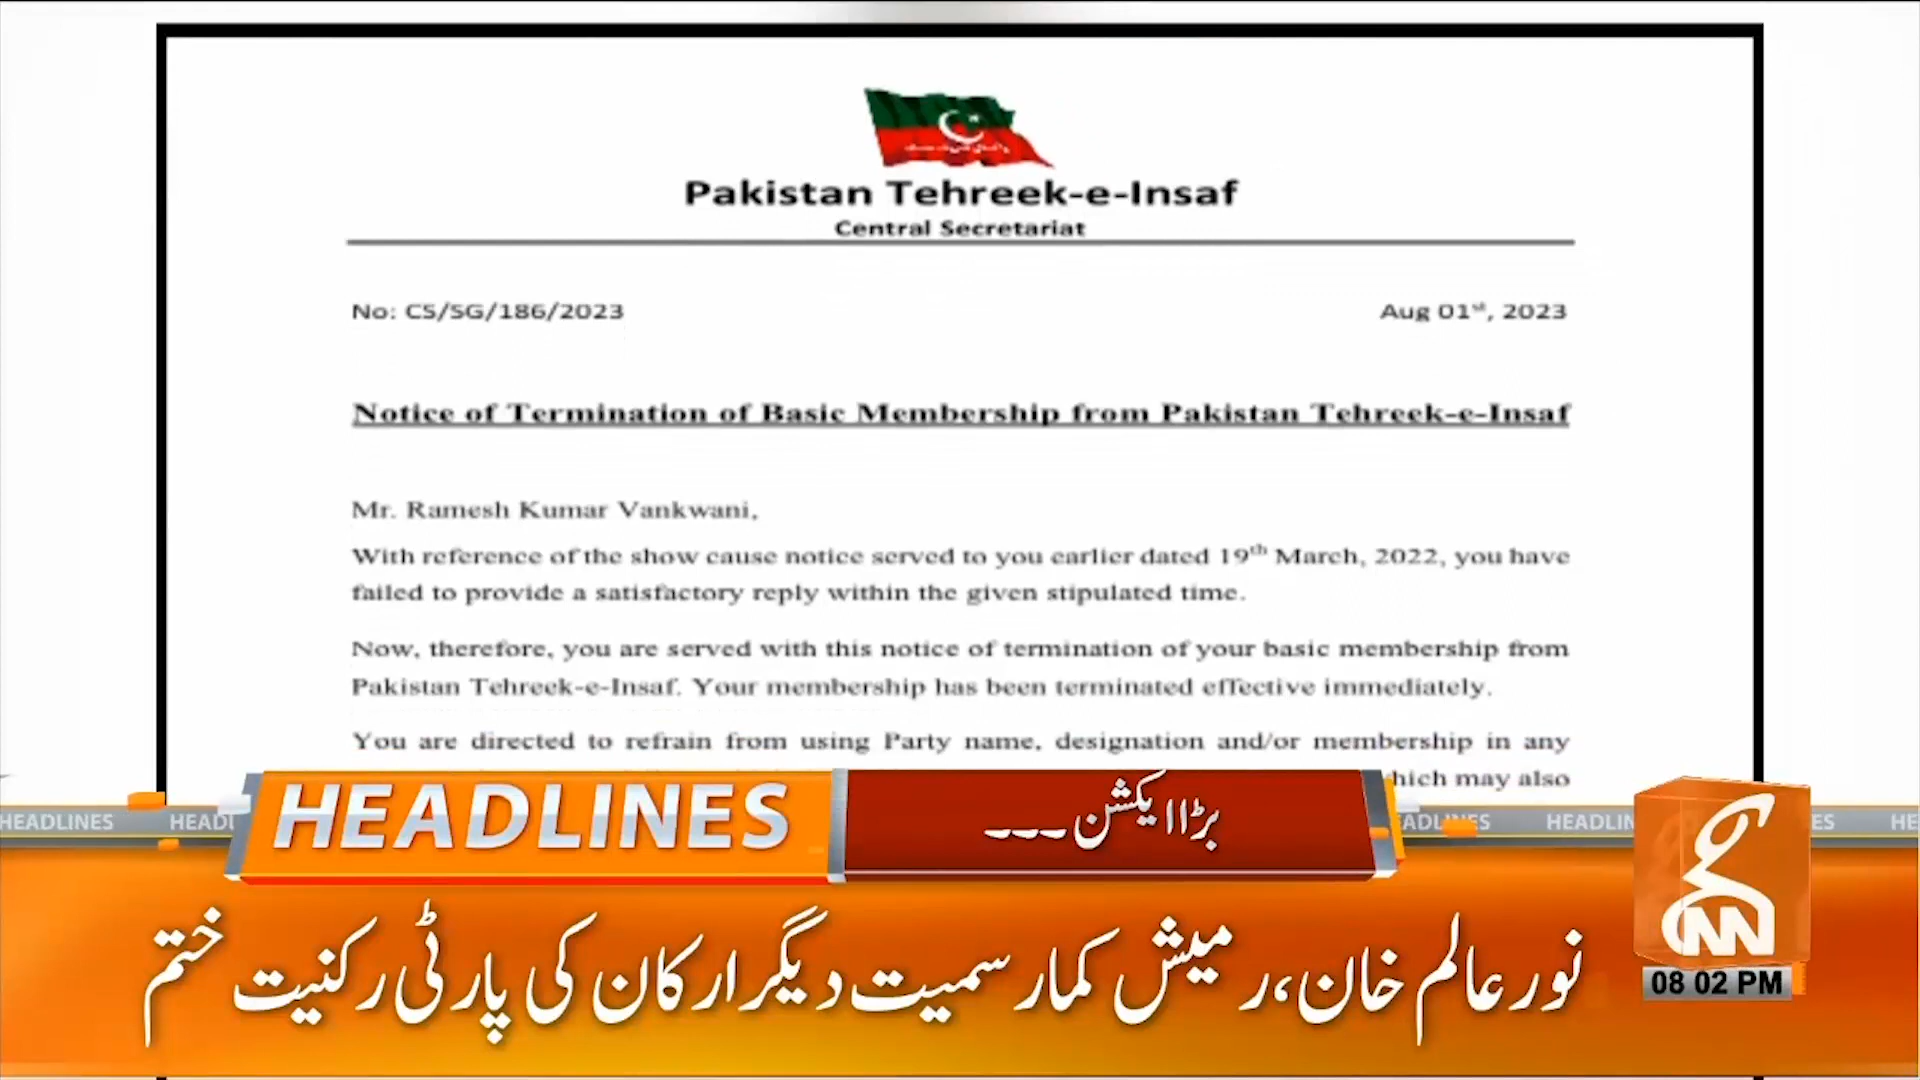 Pakistan Tehreek-e-Insaf
Central Secretariat
No: CS/SG/186/2023
Aug 01st, 2023
Notice of Termination of Basic Membership from Pakistan Tehreek-e-Insaf
Mr. Ramesh Kumar Vankwani,
With reference of the show cause notice served to you earlier dated 19th March, 2022, you have
failed to provide a satisfactory reply within the given stipulated time.
Now, therefore, you are served with this notice of termination of your basic membership from
Pakistan Tehreek-e-Insaf. Your membership has been terminated effective immediately.
You are directed to refrain from using Party name, designation and/or membership in any
which may also
HEADLINES
بڑا ایکشن ---
HEADLINES
GNN
نور عالم خان، رمیش کمار سمیت دیگر ارکان کی پارٹی رکنیت ختم
08 02 PM